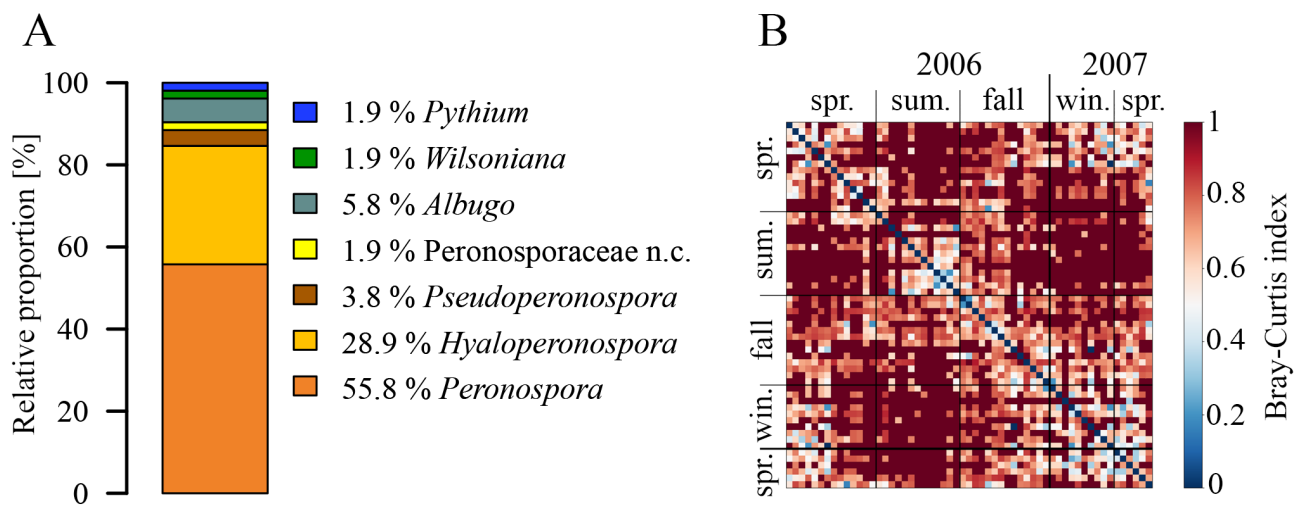 A
Relative proportion [%]
100
80
60
40
20
0
1.9 % Pythium
1.9 % Wilsoniana
5.8 % Albugo
1.9 % Peronosporaceae n.c.
3.8 % Pseudoperonospora
28.9 % Hyaloperonospora
55.8 % Peronospora
B
2006 2007
spr. sum. fall win. spr.
spr.
sum.
fall
win.
spr.
1
0.8
0.6
0.4
0.2
0
Bray-Curtis index